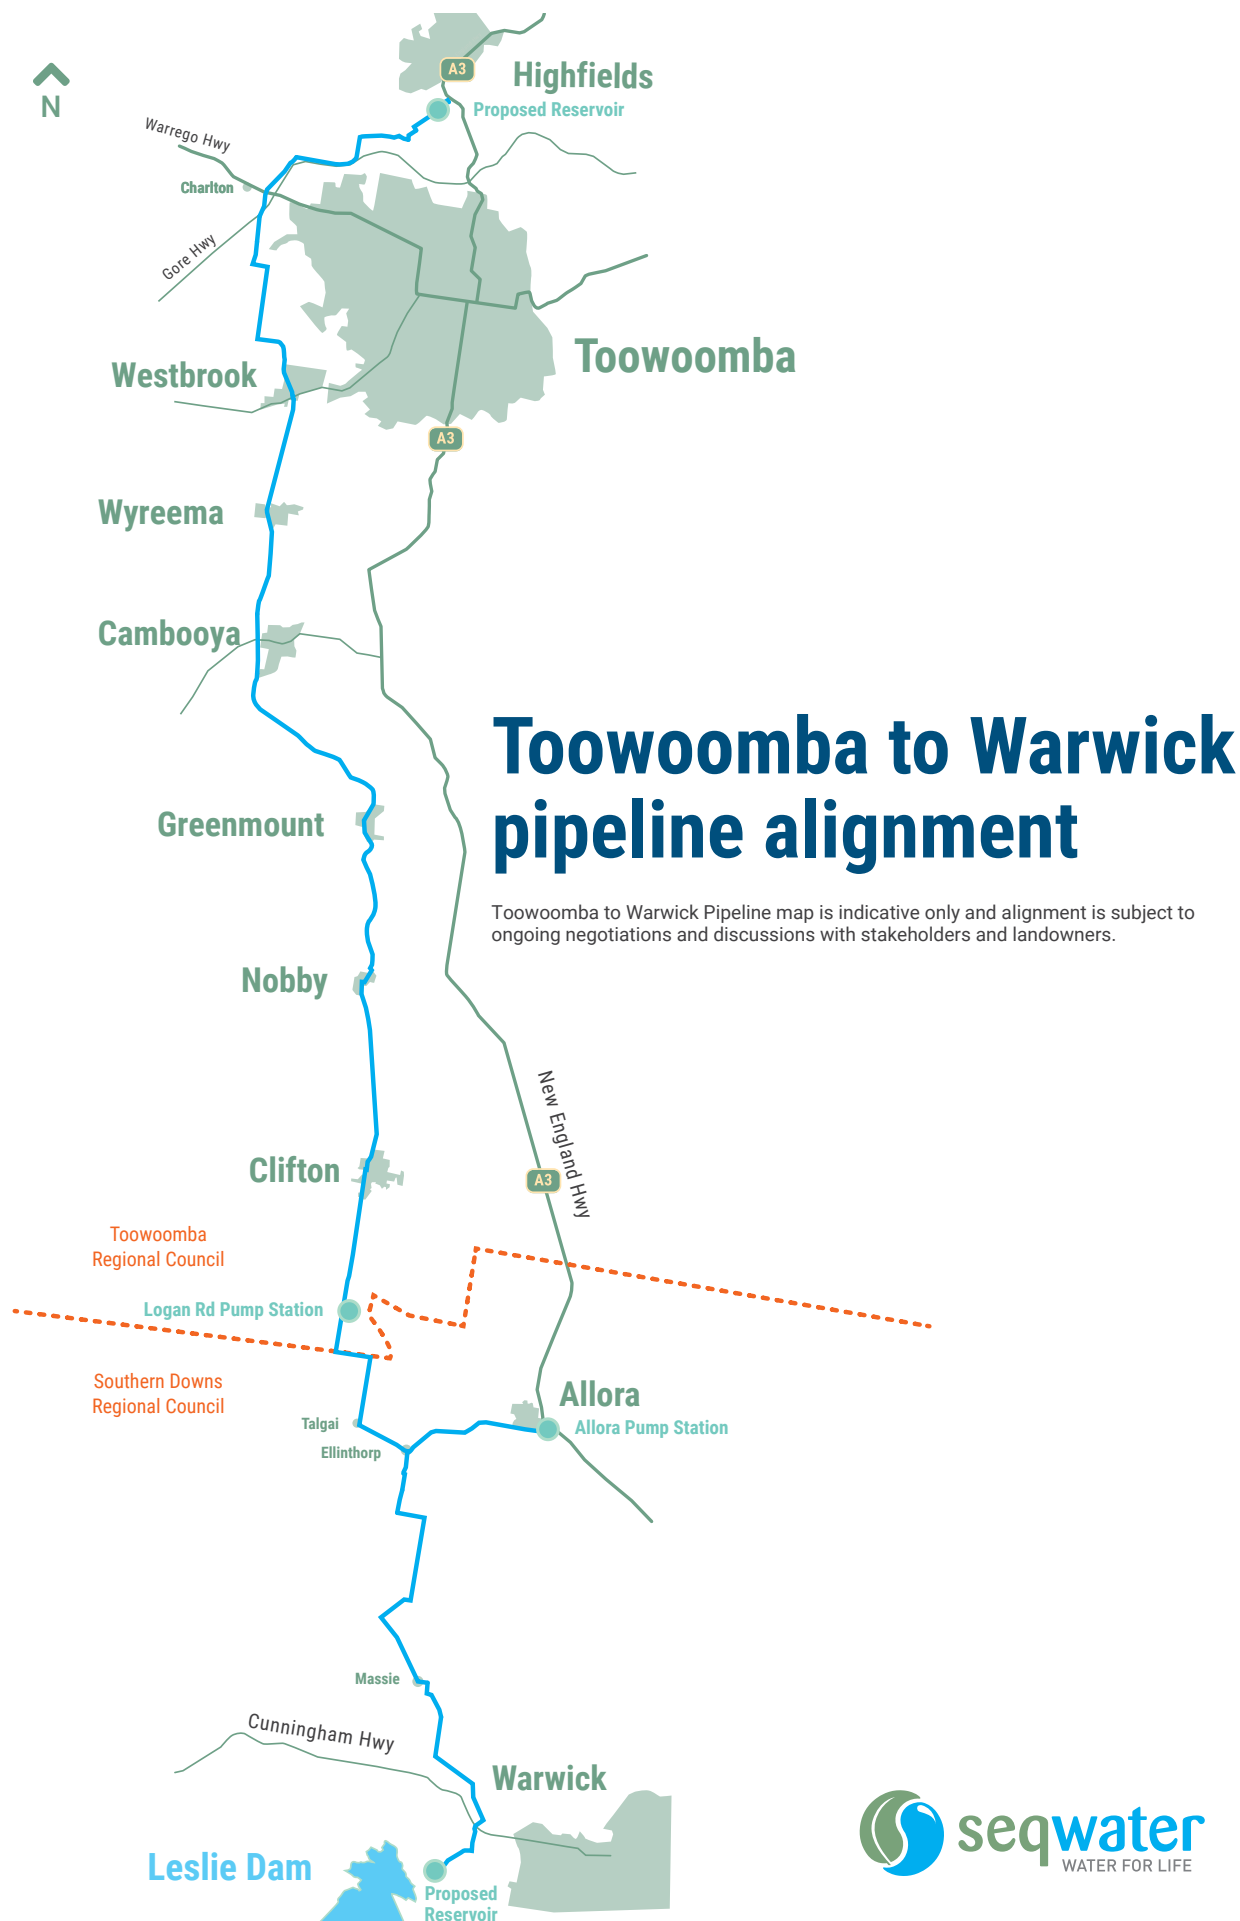 A3
Highfields
N
Proposed Reservoir
Warrego Hwy
Charlton
Gore Hwy
Toowoomba
Westbrook
A3
Wyreema
Cambooya
Toowoomba to Warwick
pipeline alignment
Greenmount
Toowoomba to Warwick Pipeline map is indicative only and alignment is subject to
ongoing negotiations and discussions with stakeholders and landowners.
Nobby
New England Hwy
Clifton
A3
Toowoomba
Regional Council
Logan Rd Pump Station
Southern Downs
Regional Council
Allora
Talgai
Allora Pump Station
Ellinthorp
Massie
Cunningham Hwy
Warwick
seqwater
WATER FOR LIFE
Leslie Dam
Proposed
Reservoir